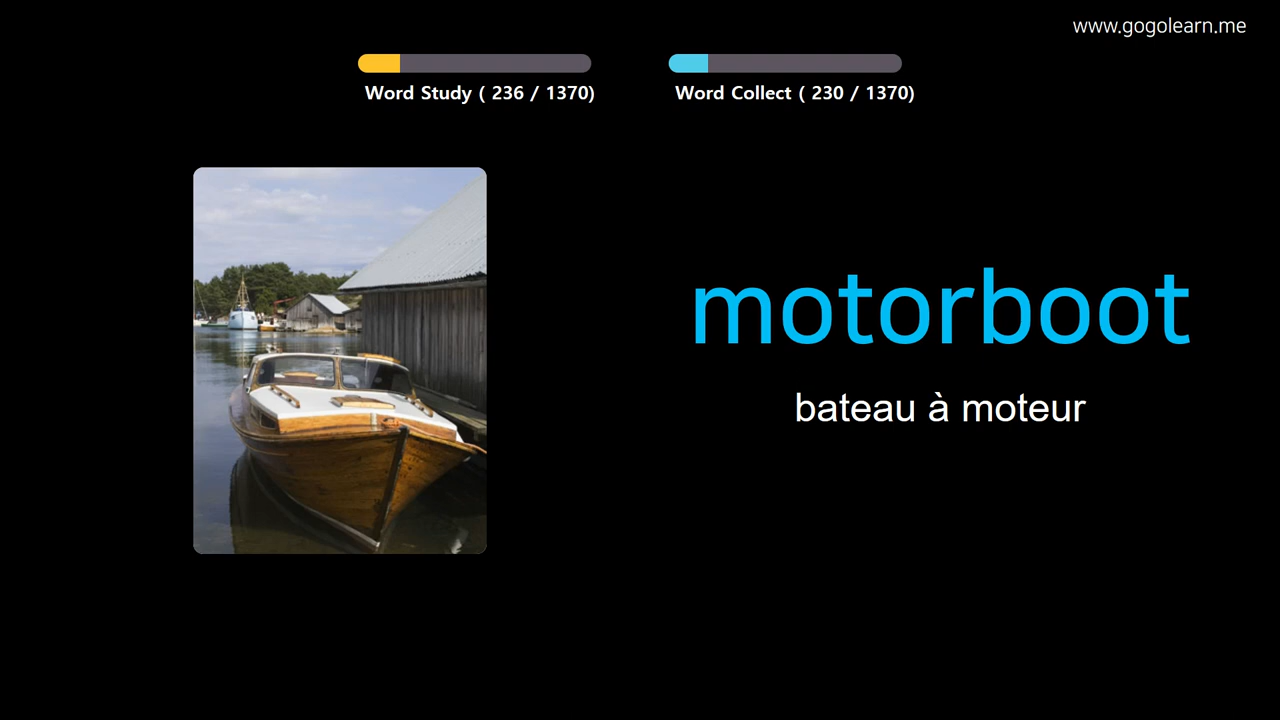 www.gogolearn.me
Word Study ( 236 / 1370)
Word Collect ( 230 / 1370)
motorboot
bateau à moteur